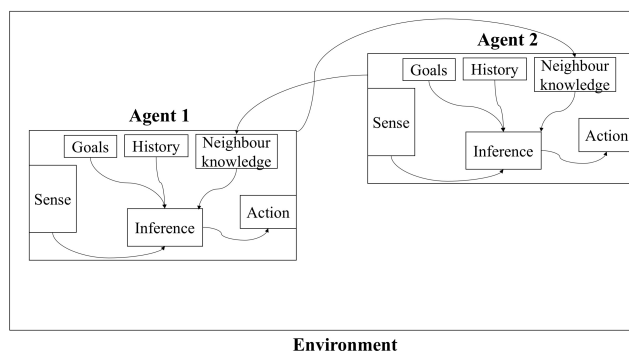 Agent 2
Goals
History
Neighbour
knowledge
Sense
Inference
Action
Agent 1
Goals
History
Neighbour
knowledge
Sense
Inference
Action
Environment